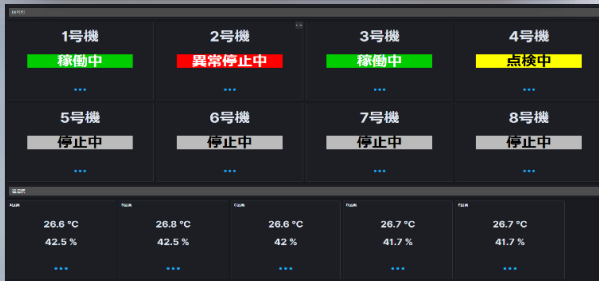 1号機
2号機
3号機
4号機
稼働中
異常停止中
稼働中
点検中
5号機
6号機
7号機
8号機
停止中
停止中
停止中
停止中
26.6 °C
26.8 °C
26.6 °C
26.7 °C
26.7 °C
42.5 %
42.5 %
42 %
41.7 %
41.7 %